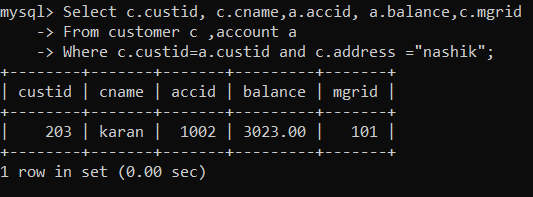 mysql> Select c.custid, c.cname,a.accid, a.balance,c.mgrid
    -> From customer c ,account a
    -> Where c.custid=a.custid and c.address ="nashik";
+--------+-------+-------+---------+-------+
| custid | cname | accid | balance | mgrid |
+--------+-------+-------+---------+-------+
|    203 | karan |  1002 | 3023.00 |   101 |
+--------+-------+-------+---------+-------+
1 row in set (0.00 sec)